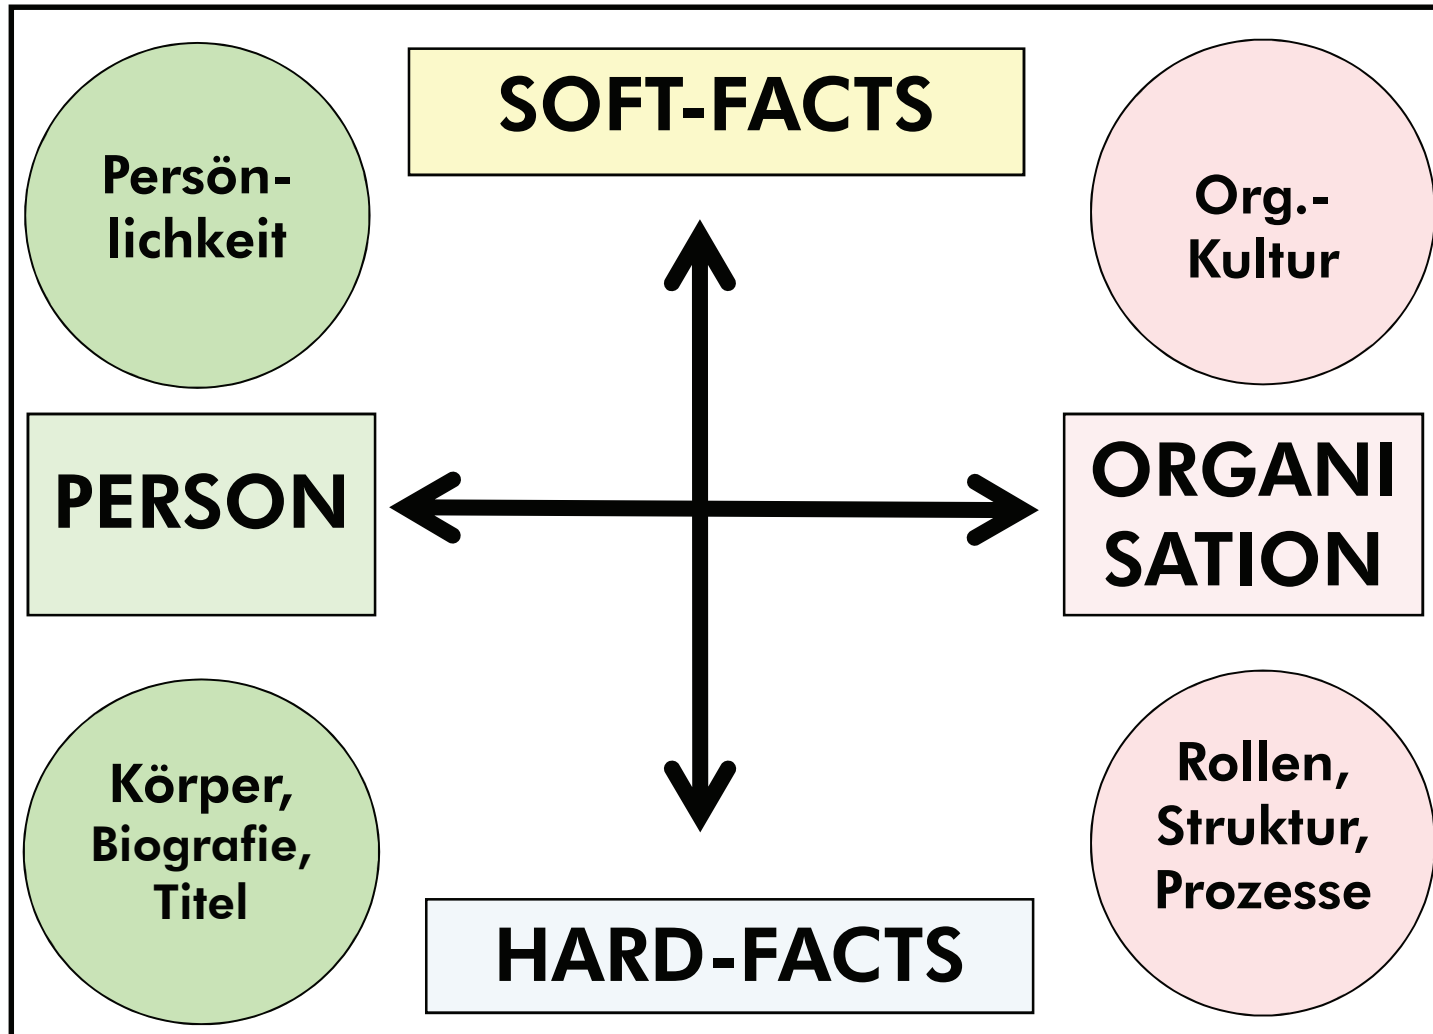 SOFT-FACTS
Persön-
lichkeit
Org.-
Kultur
PERSON
ORGANI
SATION
Körper,
Biografie,
Titel
Rollen,
Struktur,
Prozesse
HARD-FACTS